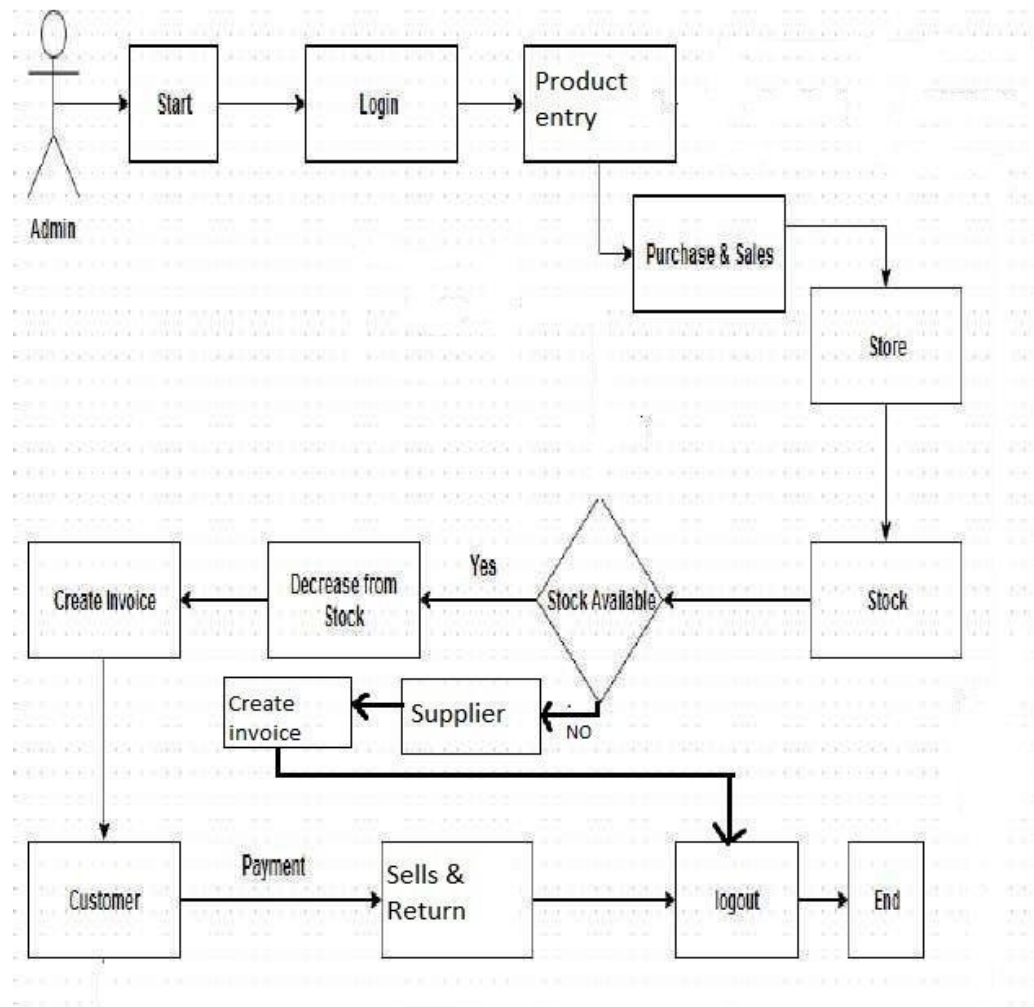 Start
Login
Product
entry
Admin
Purchase & Sales
Store
Create Invoice
Decrease from
Stock
Yes
Stock Available
Stock
Create
invoice
Supplier
NO
Customer
Payment
Sells &
Return
logout
End